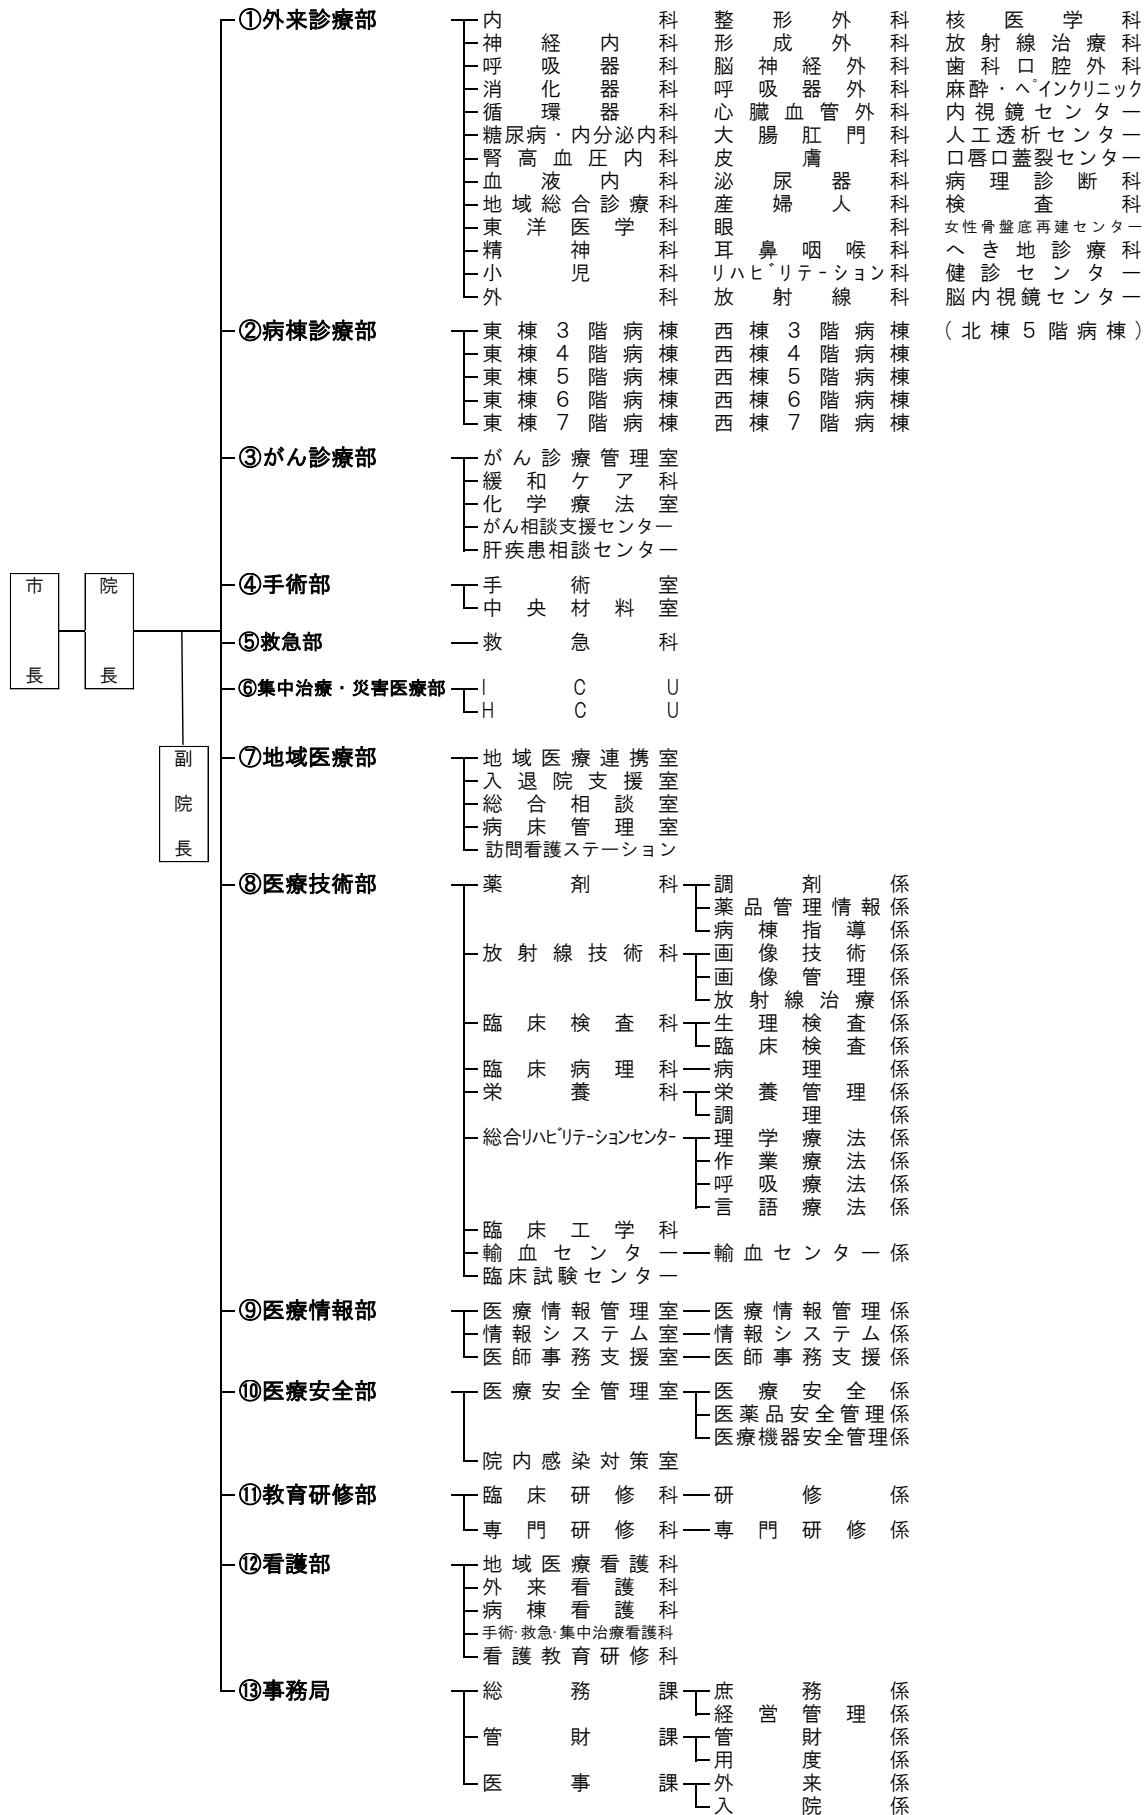 ①外来診療部 内科 整形外科 核医学科
神経内科 形成外科 放射線治療科
呼吸器科 脳神経外科 歯科口腔外科
消化器科 呼吸器外科 麻酔・ペインクリニック
循環器科 心臓血管外科 内視鏡センター
糖尿病・内分泌内科 大腸肛門科 人工透析センター
腎高血圧内科 皮膚科 口唇口蓋裂センター
血液内科 泌尿器科 病理診断科
地域総合診療科 産婦人科 検査科
東洋医学科 眼科 女性骨盤底再建センター
精神科 耳鼻咽喉科 へき地診療科
小児科 リハビリテーション科 健診センター
外科 放射線科 脳内視鏡センター
②病棟診療部 東棟3階病棟 西棟3階病棟 (北棟5階病棟)
東棟4階病棟 西棟4階病棟
東棟5階病棟 西棟5階病棟
東棟6階病棟 西棟6階病棟
東棟7階病棟 西棟7階病棟
③がん診療部 がん診療管理室
緩和ケア科
化学療法室
がん相談支援センター
肝疾患相談センター
市長 院長
④手術部 手術室
中央材料室
⑤救急部 救急科
⑥集中治療・災害医療部 ICU
HCU
副院長
⑦地域医療部 地域医療連携室
入退院支援室
総合相談室
病床管理室
訪問看護ステーション
⑧医療技術部 薬剤科 調剤係
薬品管理情報係
病棟指導係
放射線技術科 画像技術係
画像管理係
放射線治療係
臨床検査科 生理検査係
臨床検査係
臨床病理科 病理係
栄養科 栄養管理係
調理係
総合リハビリテーションセンター 理学療法係
作業療法係
呼吸療法係
言語療法係
臨床工学科
輸血センター 輸血センター係
臨床試験センター
⑨医療情報部 医療情報管理室 医療情報管理係
情報システム室 情報システム係
医師事務支援室 医師事務支援係
⑩医療安全部 医療安全管理室 医療安全係
医薬品安全管理係
医療機器安全管理係
院内感染対策室
⑪教育研修部 臨床研修科 研修係
専門研修科 専門研修係
⑫看護部 地域医療看護科
外来看護科
病棟看護科
手術・救急・集中治療看護科
看護教育研修科
⑬事務局 総務課 庶務係
経営管理係
管財課 管財係
用度係
医事課 外来係
入院係